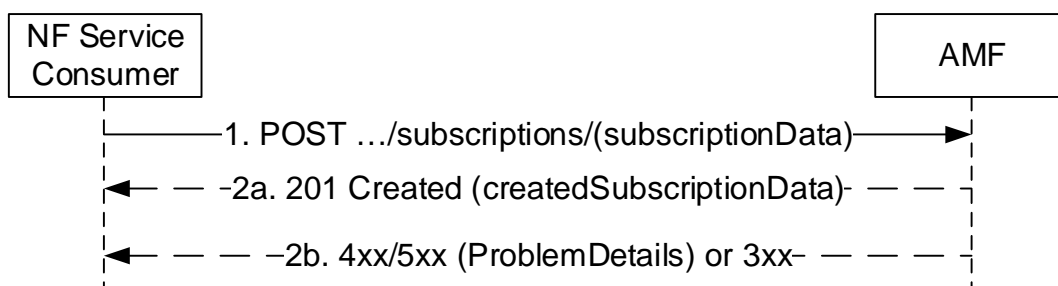 NF Service
Consumer
AMF
1. POST …/subscriptions/(subscriptionData)
2a. 201 Created (createdSubscriptionData)
2b. 4xx/5xx (ProblemDetails) or 3xx